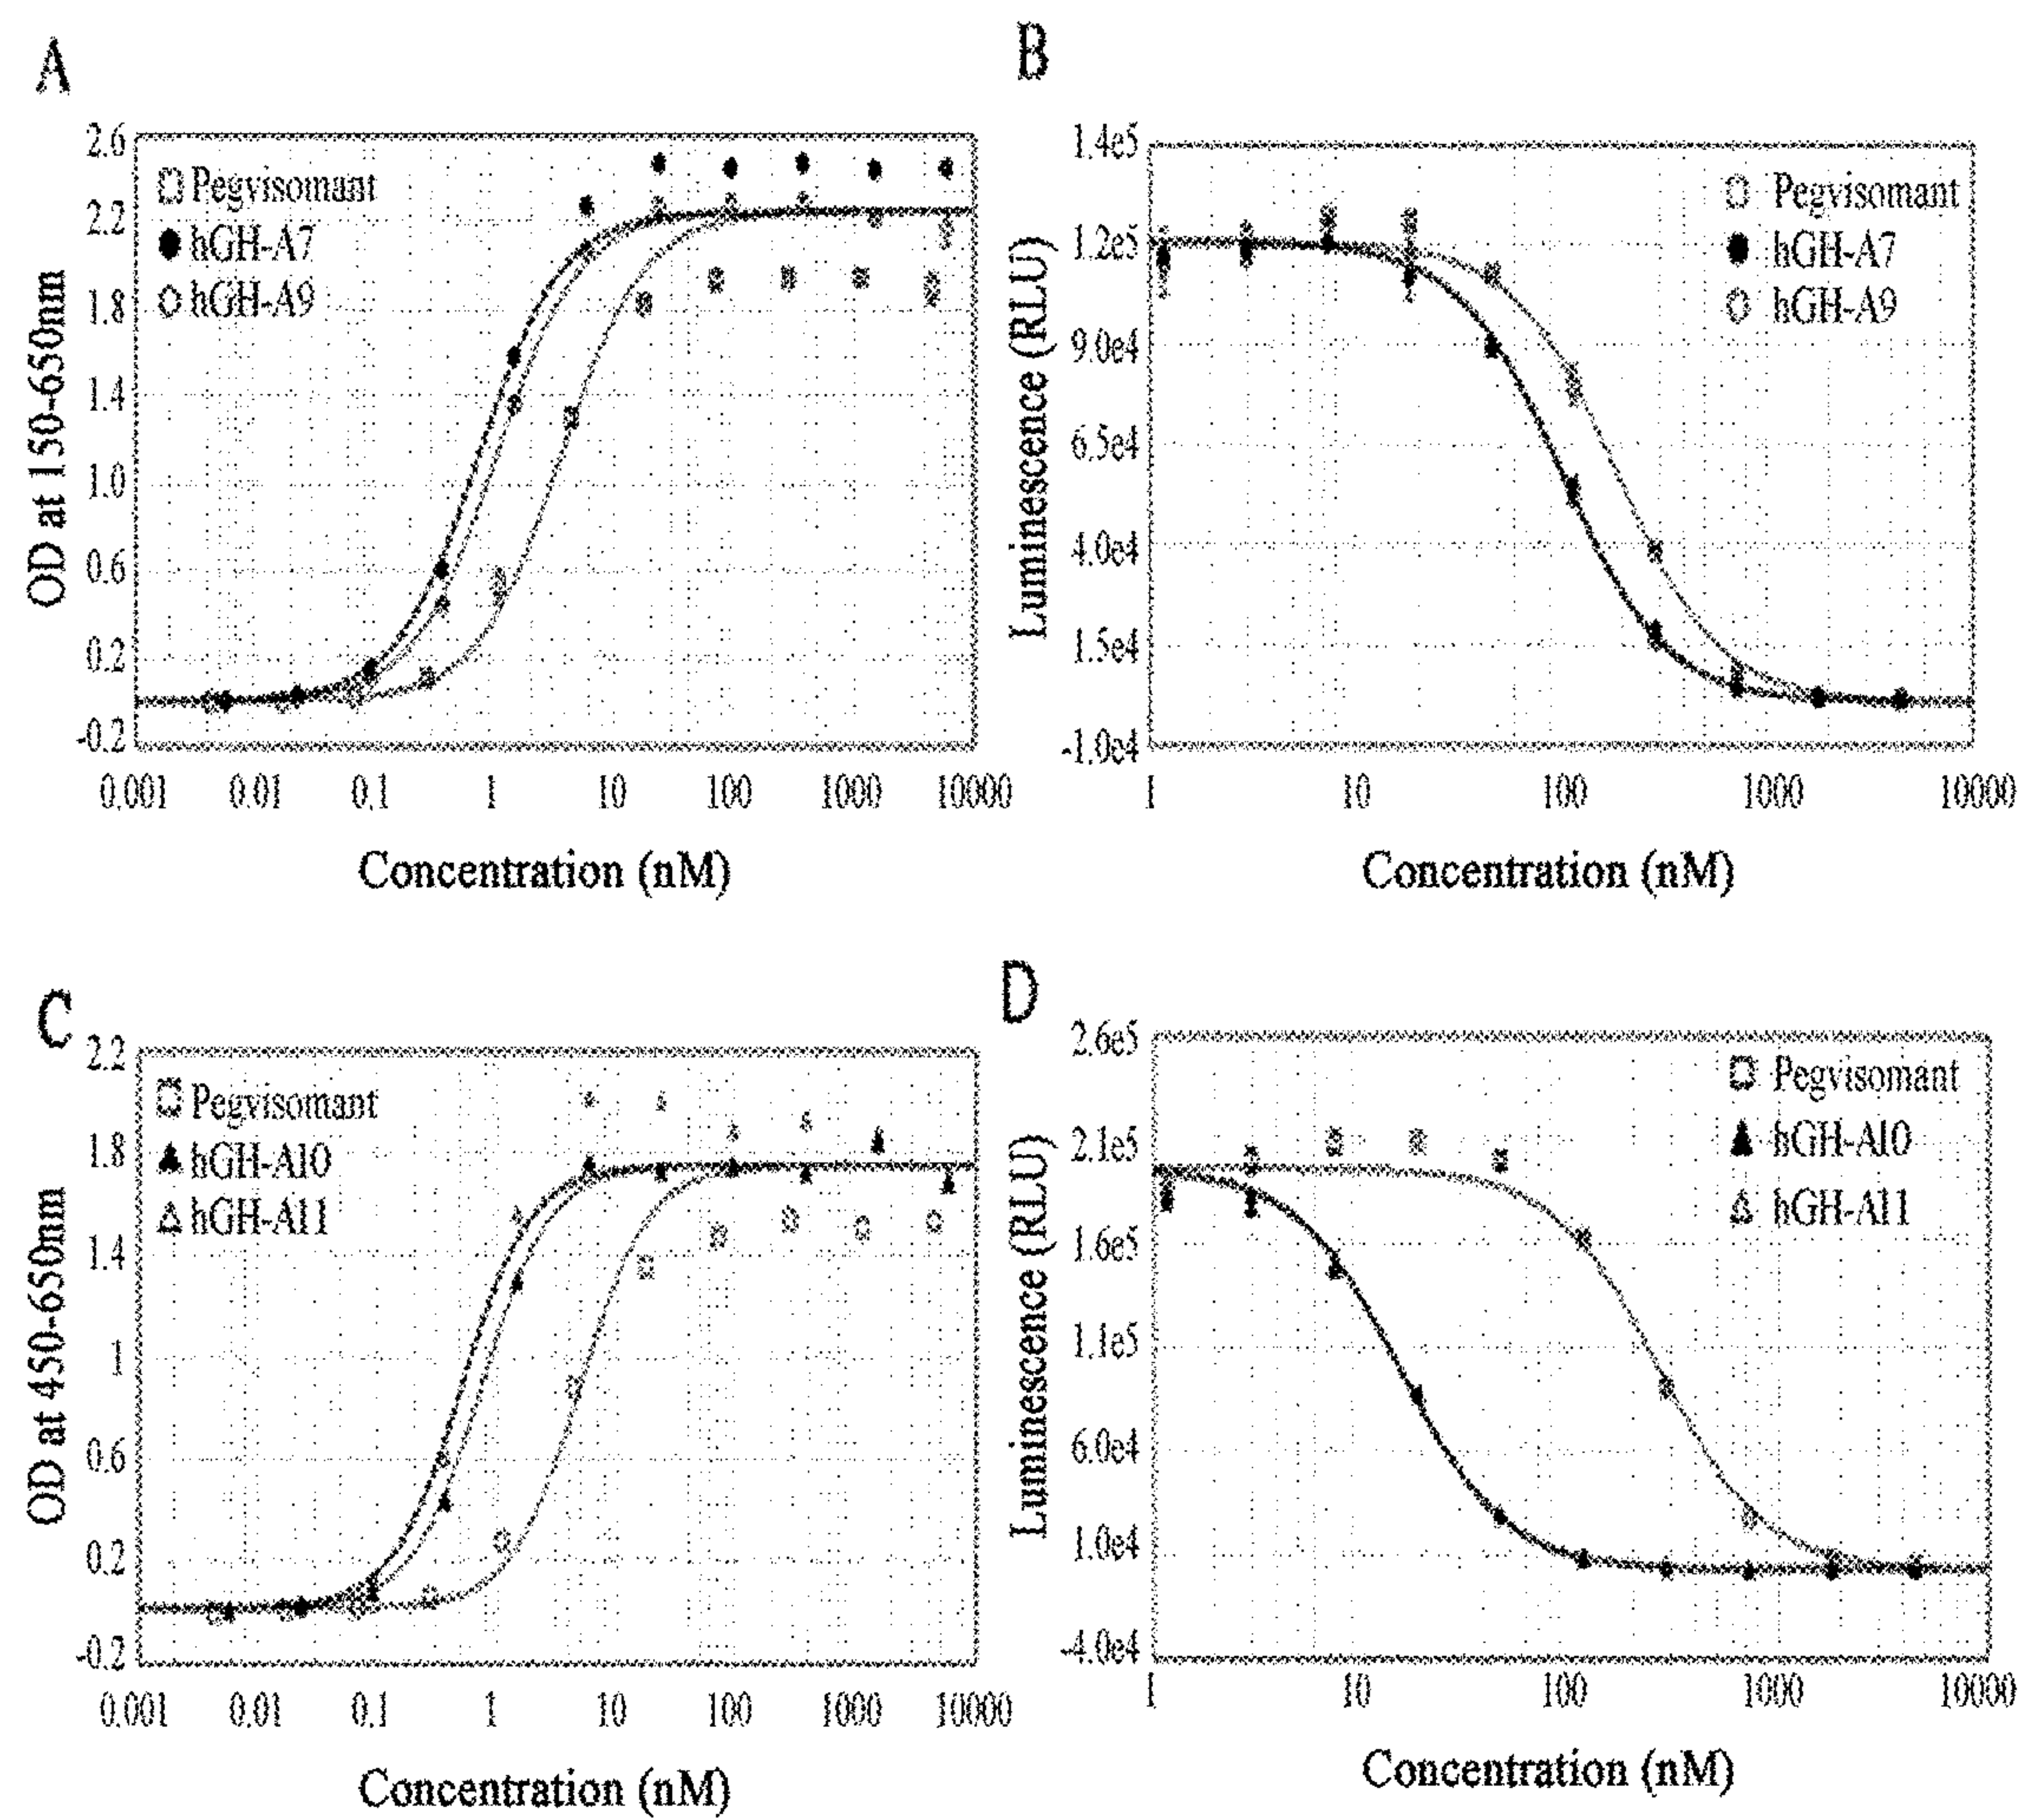 A
2.6
2.2
1.8
1.4
1.0
0.6
0.2
-0.2
OD at 150-650nm
Pegvisomant
hGH-A7
hGH-A9
0.001 0.01 0.1 1 10 100 1000 10000
Concentration (nM)
B
1.4e5
1.2e5
9.0e4
6.5e4
4.0e4
1.5e4
-1.0e4
Luminescence (RLU)
Pegvisomant
hGH-A7
hGH-A9
1 10 100 1000 10000
Concentration (nM)
C
2.2
1.8
1.4
1
0.6
0.2
-0.2
OD at 450-650nm
Pegvisomant
hGH-A10
hGH-A11
0.001 0.01 0.1 1 10 100 1000 10000
Concentration (nM)
D
2.6e5
2.1e5
1.6e5
1.1e5
6.0e4
1.0e4
-4.0e4
Luminescence (RLU)
Pegvisomant
hGH-A10
hGH-A11
1 10 100 1000 10000
Concentration (nM)